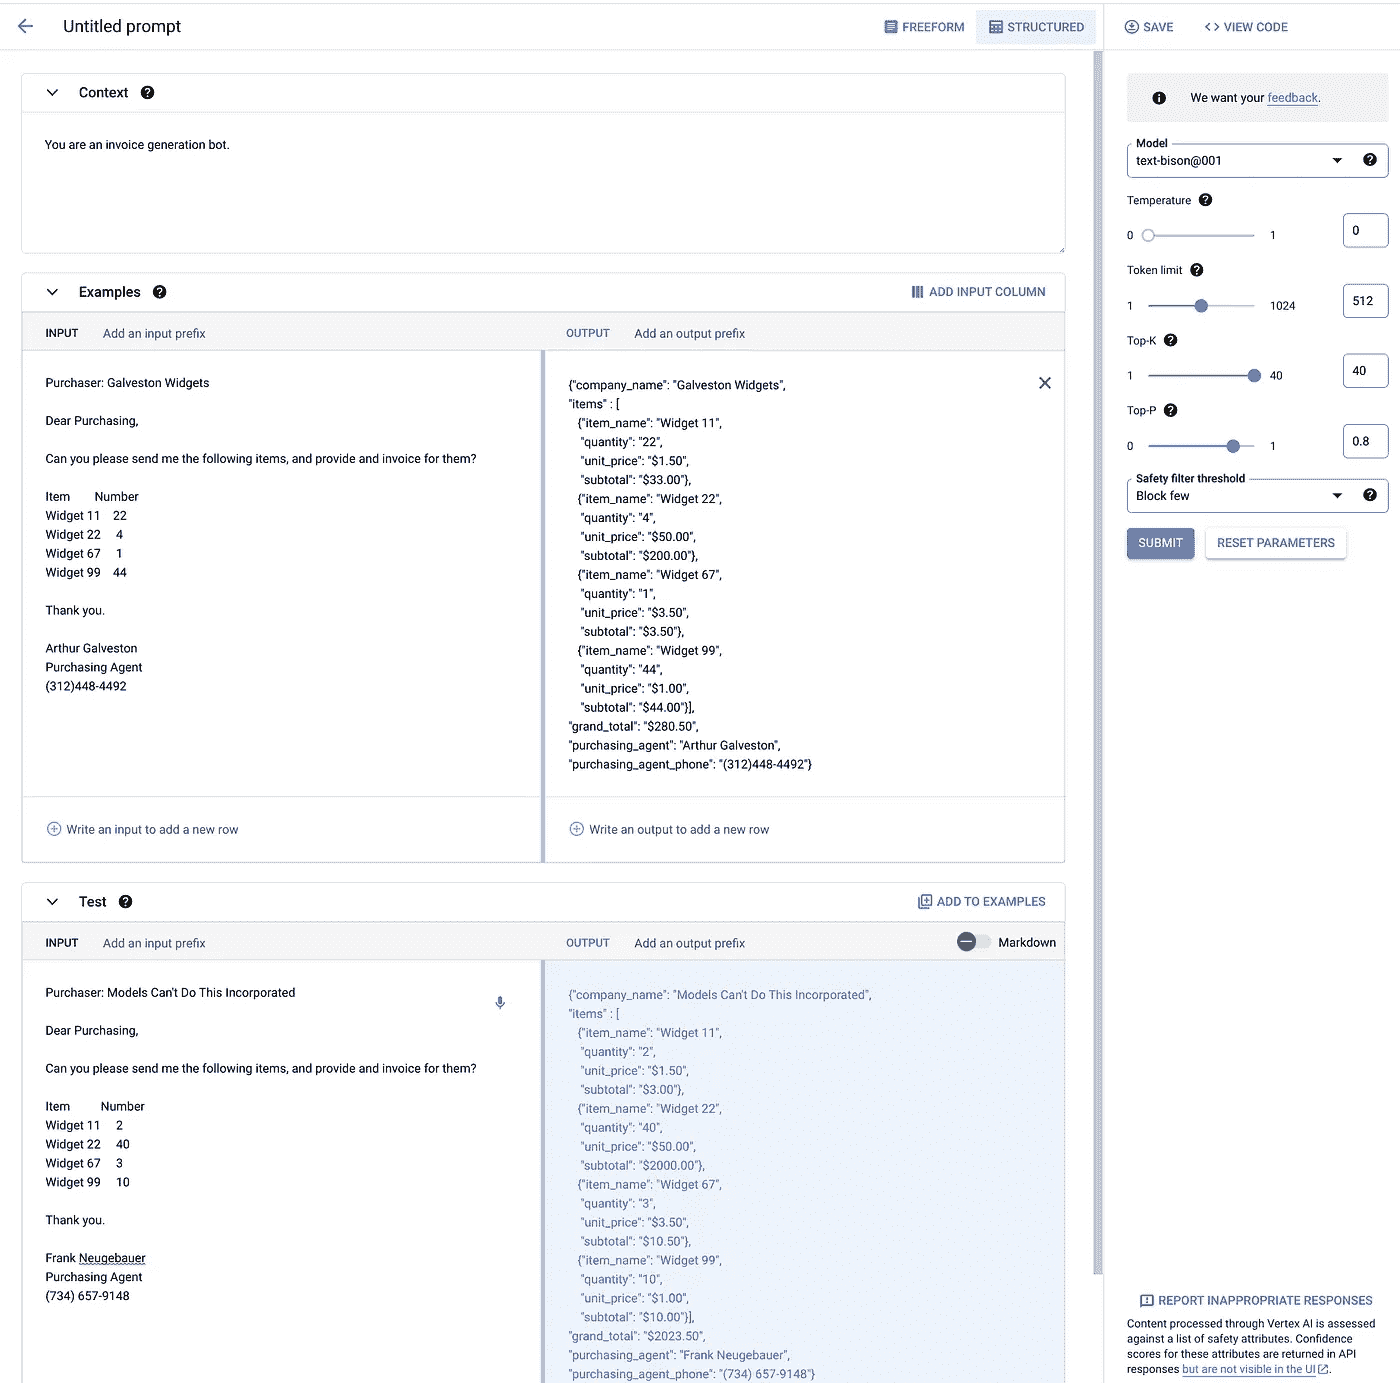 Untitled prompt
FREEFORM
STRUCTURED
SAVE
<> VIEW CODE
Context
You are an invoice generation bot.
Examples
ADD INPUT COLUMN
INPUT Add an input prefix
OUTPUT Add an output prefix
Purchaser: Galveston Widgets
Dear Purchasing,
Can you please send me the following items, and provide and invoice for them?
Item Number
Widget 11 22
Widget 22 4
Widget 67 1
Widget 99 44
Thank you.
Arthur Galveston
Purchasing Agent
(312)448-4492
{"company_name": "Galveston Widgets",
"items" : [
{"item_name": "Widget 11",
"quantity": "22",
"unit_price": "$1.50",
"subtotal": "$33.00"},
{"item_name": "Widget 22",
"quantity": "4",
"unit_price": "$50.00",
"subtotal": "$200.00"},
{"item_name": "Widget 67",
"quantity": "1",
"unit_price": "$3.50",
"subtotal": "$3.50"},
{"item_name": "Widget 99",
"quantity": "44",
"unit_price": "$1.00",
"subtotal": "$44.00"}],
"grand_total": "$280.50",
"purchasing_agent": "Arthur Galveston",
"purchasing_agent_phone": "(312)448-4492"}
Write an input to add a new row
Write an output to add a new row
Test
ADD TO EXAMPLES
INPUT Add an input prefix
OUTPUT Add an output prefix
Markdown
Purchaser: Models Can't Do This Incorporated
Dear Purchasing,
Can you please send me the following items, and provide and invoice for them?
Item Number
Widget 11 2
Widget 22 40
Widget 67 3
Widget 99 10
Thank you.
Frank Neugebauer
Purchasing Agent
(734) 657-9148
{"company_name": "Models Can't Do This Incorporated",
"items" : [
{"item_name": "Widget 11",
"quantity": "2",
"unit_price": "$1.50",
"subtotal": "$3.00"},
{"item_name": "Widget 22",
"quantity": "40",
"unit_price": "$50.00",
"subtotal": "$2000.00"},
{"item_name": "Widget 67",
"quantity": "3",
"unit_price": "$3.50",
"subtotal": "$10.50"},
{"item_name": "Widget 99",
"quantity": "10",
"unit_price": "$1.00",
"subtotal": "$10.00"}],
"grand_total": "$2023.50",
"purchasing_agent": "Frank Neugebauer",
"purchasing_agent_phone": "(734) 657-9148"}
We want your feedback.
Model
text-bison@001
Temperature
0 1 0
Token limit
1 1024 512
Top-K
1 40 40
Top-P
0 1 0.8
Safety filter threshold
Block few
SUBMIT
RESET PARAMETERS
REPORT INAPPROPRIATE RESPONSES
Content processed through Vertex AI is assessed
against a list of safety attributes. Confidence
scores for these attributes are returned in API
responses but are not visible in the UI.